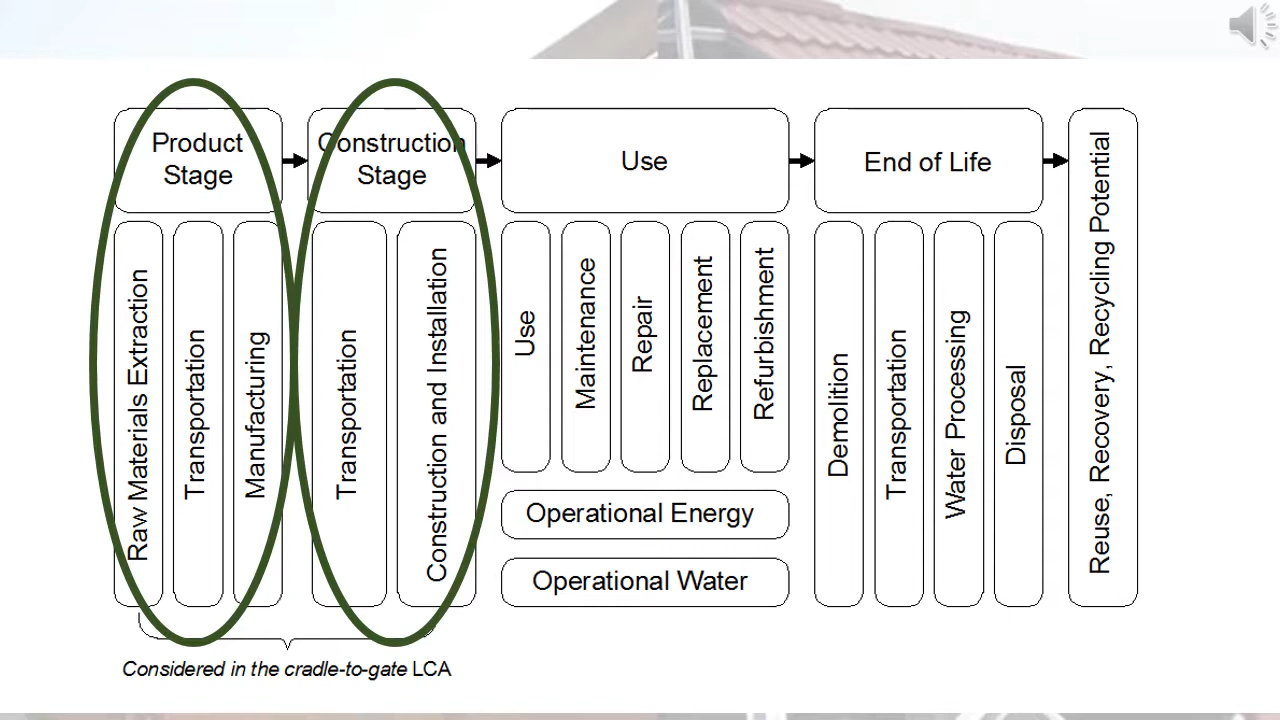 Product
Stage
Construction
Stage
Use
End of Life
Reuse, Recovery, Recycling Potential
Raw Materials Extraction
Transportation
Manufacturing
Transportation
Construction and Installation
Use
Maintenance
Repair
Replacement
Refurbishment
Operational Energy
Operational Water
Demolition
Transportation
Water Processing
Disposal
Considered in the cradle-to-gate LCA